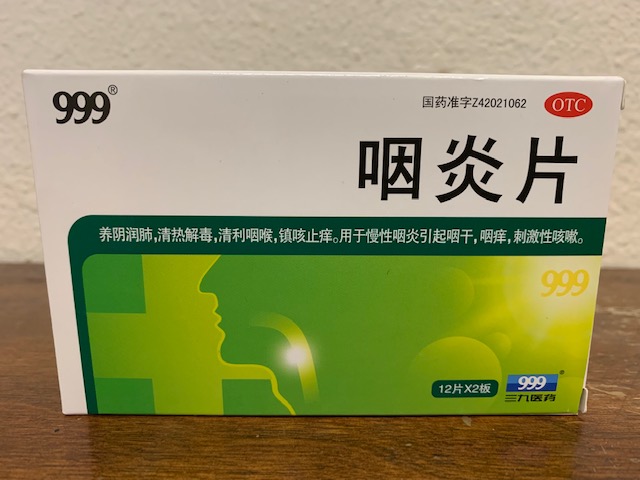 999®
国药准字Z42021062 OTC
咽炎片
养阴润肺,清热解毒,清利咽喉,镇咳止痒。用于慢性咽炎引起咽干,咽痒,刺激性咳嗽。
999
12片X2板
999®
三九医药